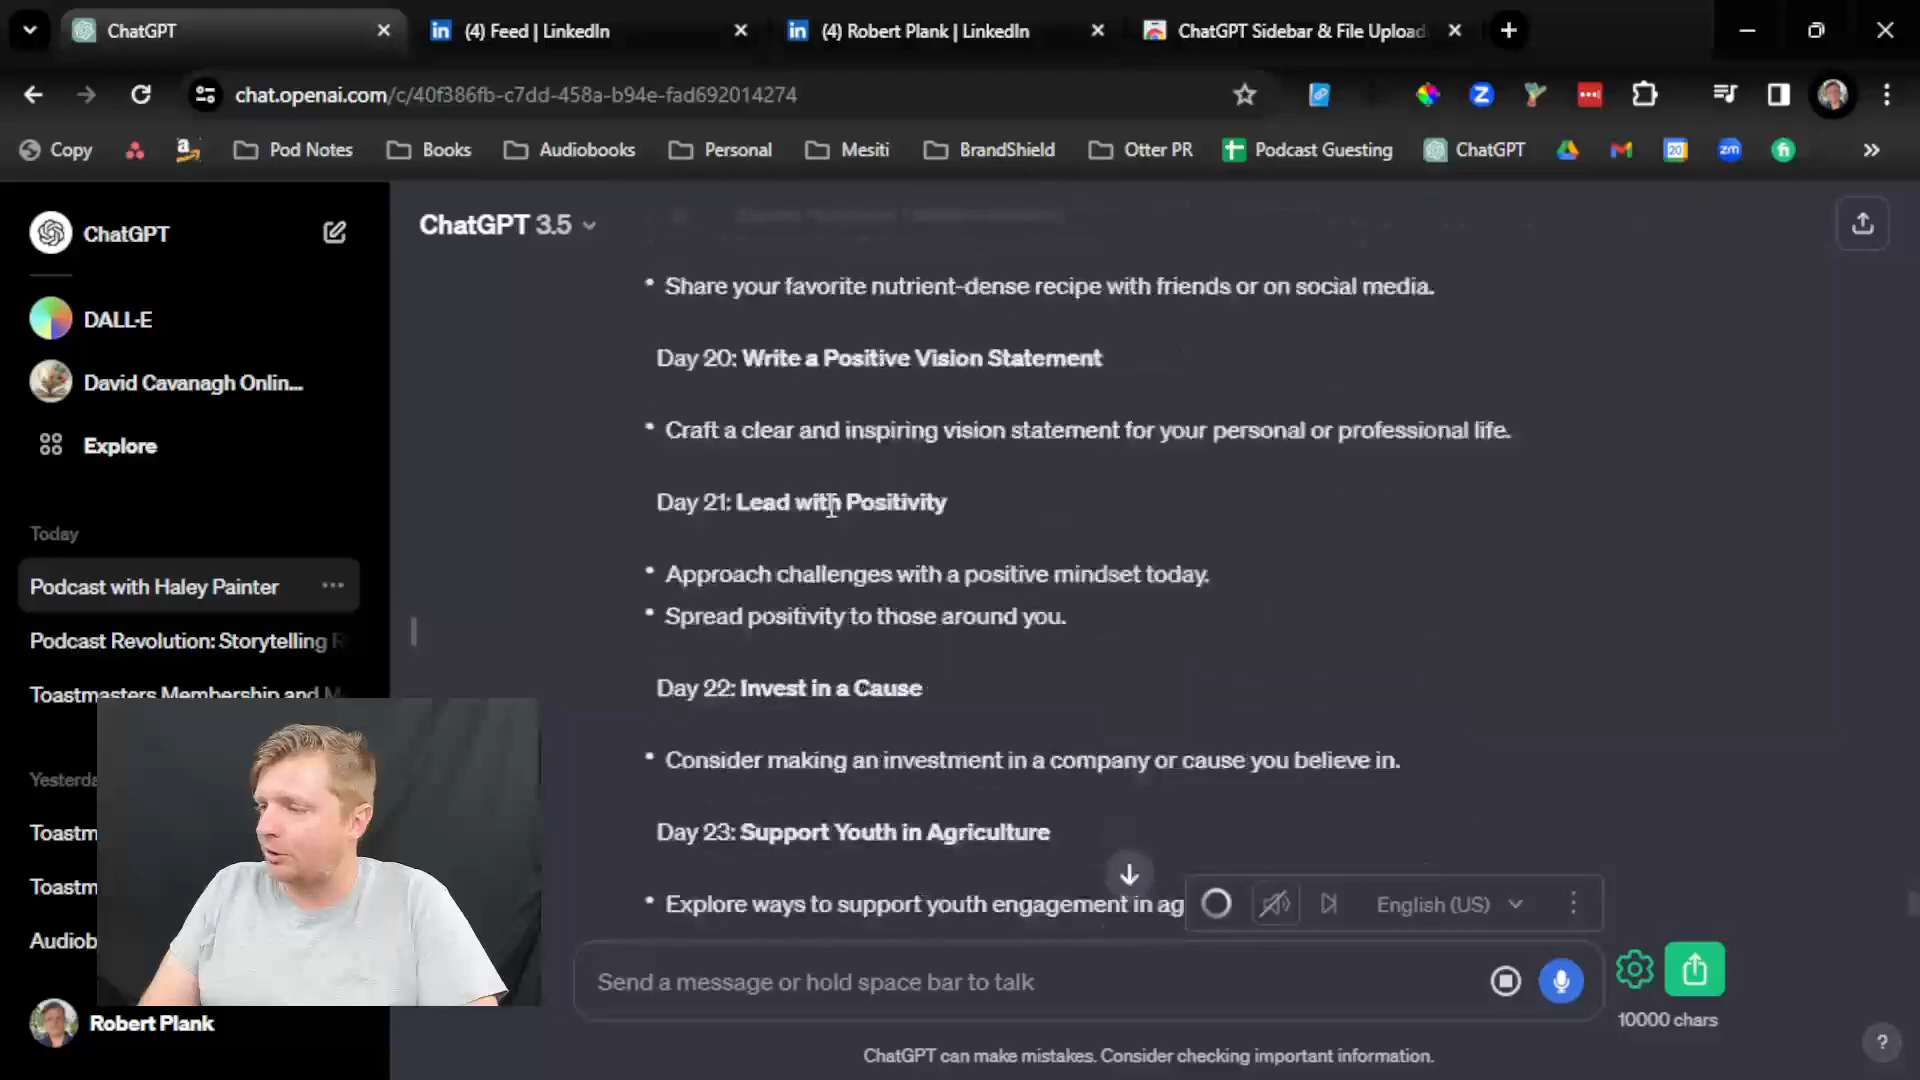 ChatGPT
(4) Feed | LinkedIn
(4) Robert Plank | LinkedIn
ChatGPT Sidebar & File Upload
chat.openai.com/c/40f386fb-c7dd-458a-b94e-fad692014274
Copy
Pod Notes
Books
Audiobooks
Personal
Mesiti
BrandShield
Otter PR
Podcast Guesting
ChatGPT
ChatGPT
DALL·E
David Cavanagh Onlin...
Explore
Today
Podcast with Haley Painter
Podcast Revolution: Storytelling
Toastmasters Membership and
Yesterda
Toastm
Toastm
Audiob
Robert Plank
ChatGPT 3.5
• Share your favorite nutrient-dense recipe with friends or on social media.
Day 20: Write a Positive Vision Statement
• Craft a clear and inspiring vision statement for your personal or professional life.
Day 21: Lead with Positivity
• Approach challenges with a positive mindset today.
• Spread positivity to those around you.
Day 22: Invest in a Cause
• Consider making an investment in a company or cause you believe in.
Day 23: Support Youth in Agriculture
• Explore ways to support youth engagement in ag
English (US)
Send a message or hold space bar to talk
10000 chars
ChatGPT can make mistakes. Consider checking important information.
?